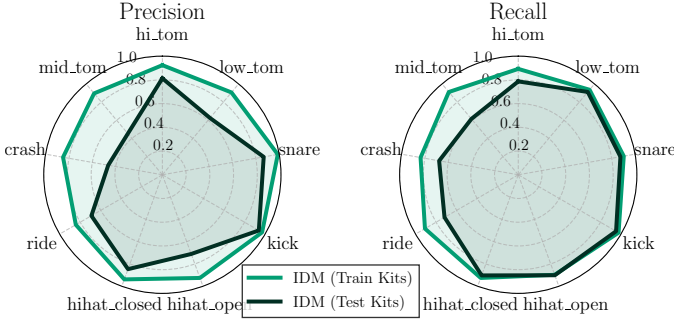 Precision
Recall
hi_tom
hi_tom
1.0
1.0
mid_tom
low_tom
mid_tom
low_tom
0.8
0.8
0.6
0.6
0.4
0.4
0.2
0.2
crash
snare
crash
snare
ride
kick
ride
kick
hihat_closed hihat_open
hihat_closed hihat_open
IDM (Train Kits)
IDM (Test Kits)